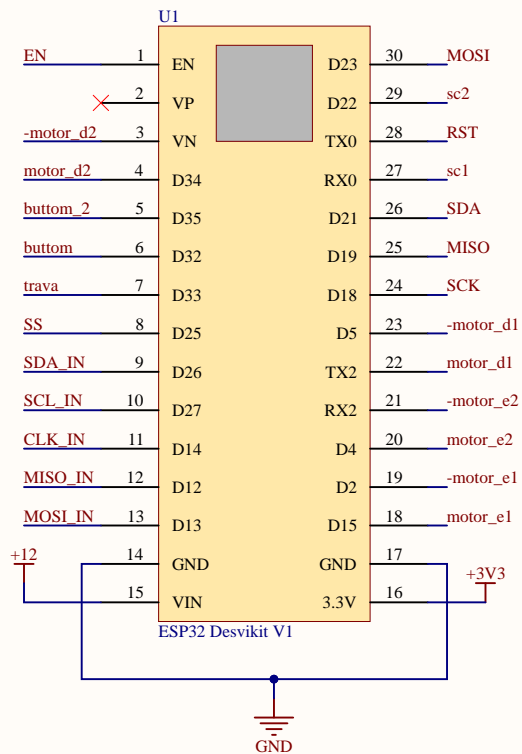 U1
EN 1 EN D23 30 MOSI
2 VP D22 29 sc2
-motor_d2 3 VN TX0 28 RST
motor_d2 4 D34 RX0 27 sc1
buttom_2 5 D35 D21 26 SDA
buttom 6 D32 D19 25 MISO
trava 7 D33 D18 24 SCK
SS 8 D25 D5 23 -motor_d1
SDA_IN 9 D26 TX2 22 motor_d1
SCL_IN 10 D27 RX2 21 -motor_e2
CLK_IN 11 D14 D4 20 motor_e2
MISO_IN 12 D12 D2 19 -motor_e1
MOSI_IN 13 D13 D15 18 motor_e1
+12 14 GND GND 17
15 VIN 3.3V 16 +3V3
ESP32 Desvikit V1
GND